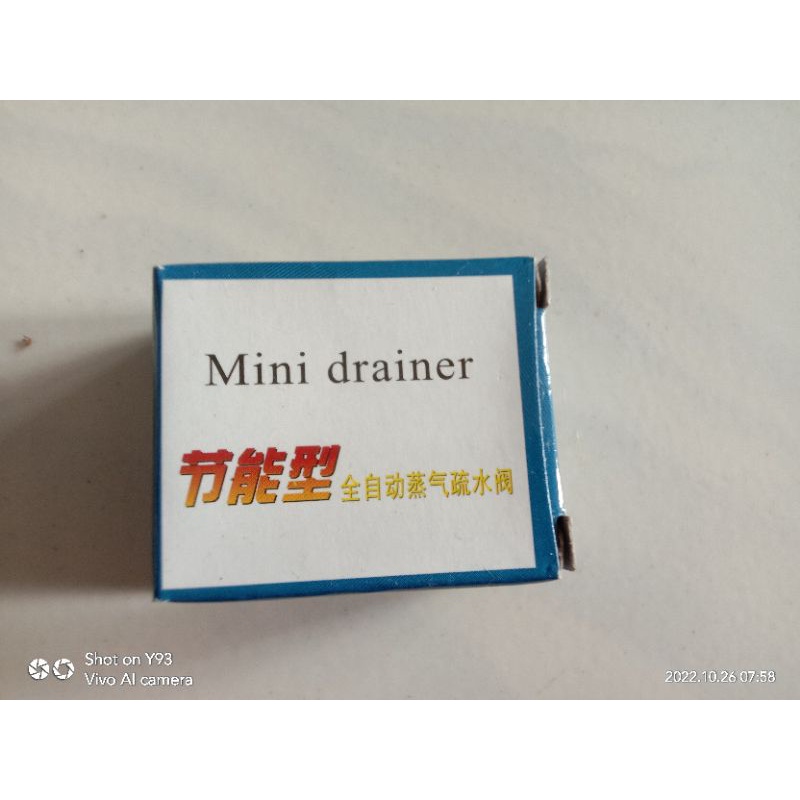 Mini drainer
节能型 全自动蒸气疏水阀
Shot on Y93
Vivo AI camera
2022.10.26 07:58